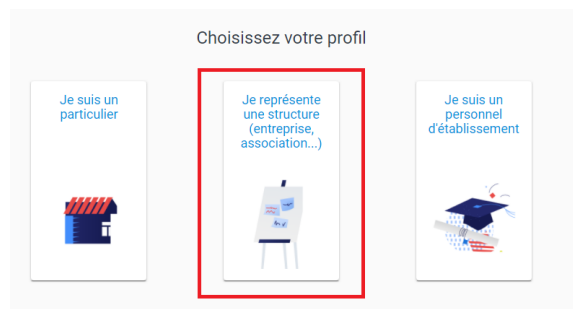 Choisissez votre profil
Je suis un
particulier
Je représente
une structure
(entreprise,
association...)
Je suis un
personnel
d'établissement